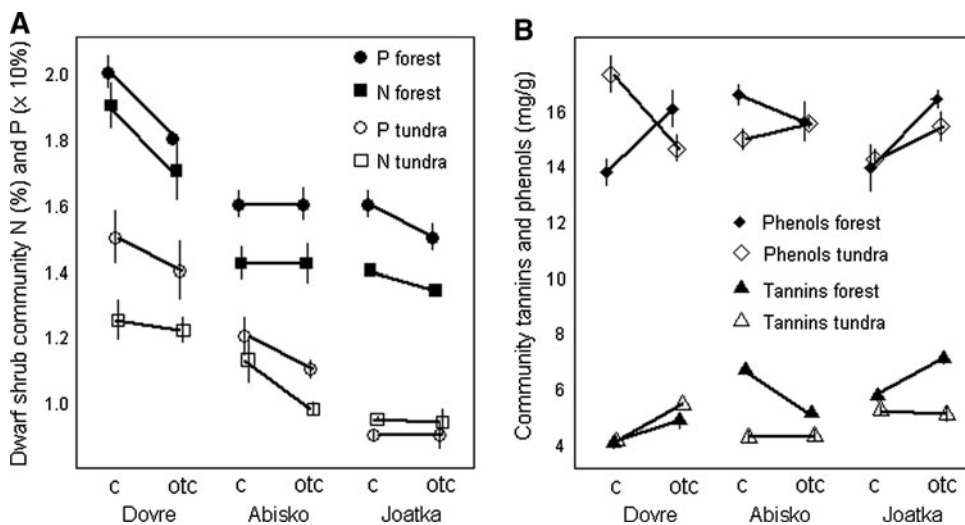 A
Dwarf shrub community N (%) and P (x 10%)
2.0
1.8
1.6
1.4
1.2
1.0
P forest
N forest
P tundra
N tundra
c otc c otc c otc
Dovre Abisko Joatka
B
Community tannins and phenols (mg/g)
16
14
12
10
8
6
4
Phenols forest
Phenols tundra
Tannins forest
Tannins tundra
c otc c otc c otc
Dovre Abisko Joatka